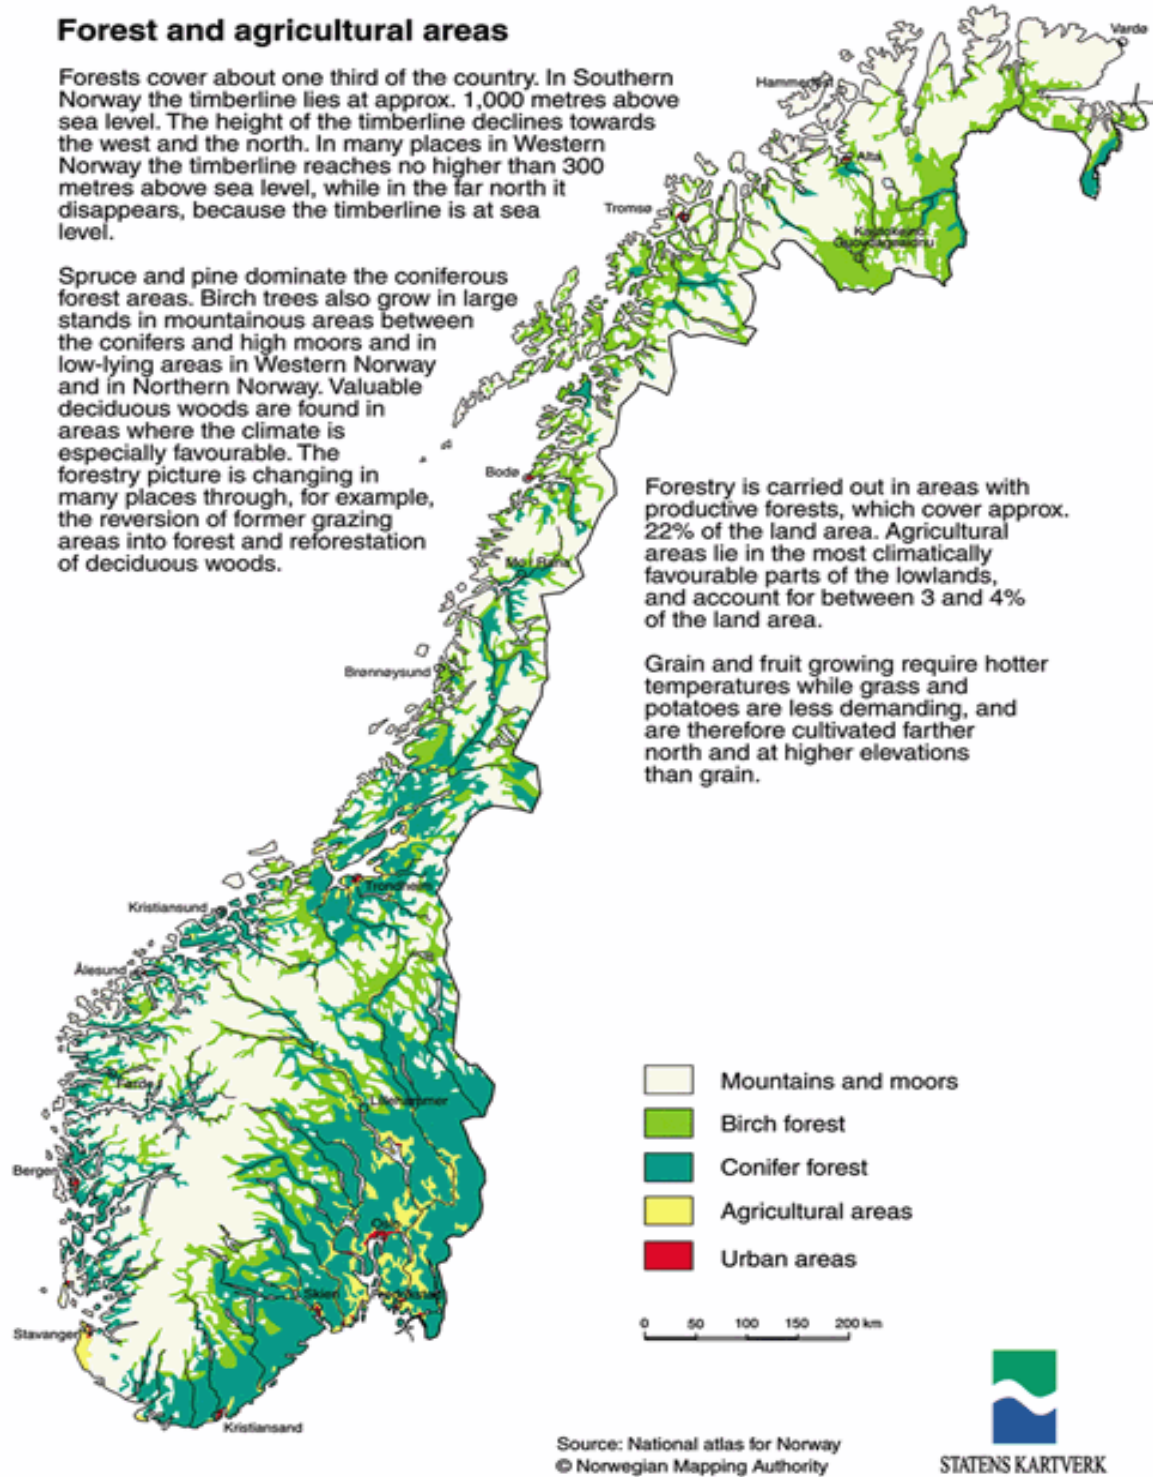 Forest and agricultural areas
Forests cover about one third of the country. In Southern
Norway the timberline lies at approx. 1,000 metres above
sea level. The height of the timberline declines towards
the west and the north. In many places in Western
Norway the timberline reaches no higher than 300
metres above sea level, while in the far north it
disappears, because the timberline is at sea
level.
Spruce and pine dominate the coniferous
forest areas. Birch trees also grow in large
stands in mountainous areas between
the conifers and high moors and in
low-lying areas in Western Norway
and in Northern Norway. Valuable
deciduous woods are found in
areas where the climate is
especially favourable. The
forestry picture is changing in
many places through, for example,
the reversion of former grazing
areas into forest and reforestation
of deciduous woods.
Vardø
Hammerfest
Alta
Tromsø
Kautokeino
Guovdageaidnu
Bodø
Forestry is carried out in areas with
productive forests, which cover approx.
22% of the land area. Agricultural
areas lie in the most climatically
favourable parts of the lowlands,
and account for between 3 and 4%
of the land area.
Grain and fruit growing require hotter
temperatures while grass and
potatoes are less demanding, and
are therefore cultivated farther
north and at higher elevations
than grain.
Mo i Rana
Brønnøysund
Trondheim
Kristiansund
Ålesund
Førde
Lillehammer
Bergen
Oslo
Skien
Fredrikstad
Stavanger
Kristiansand
Mountains and moors
Birch forest
Conifer forest
Agricultural areas
Urban areas
0 50 100 150 200 km
Source: National atlas for Norway
© Norwegian Mapping Authority
STATENS KARTVERK